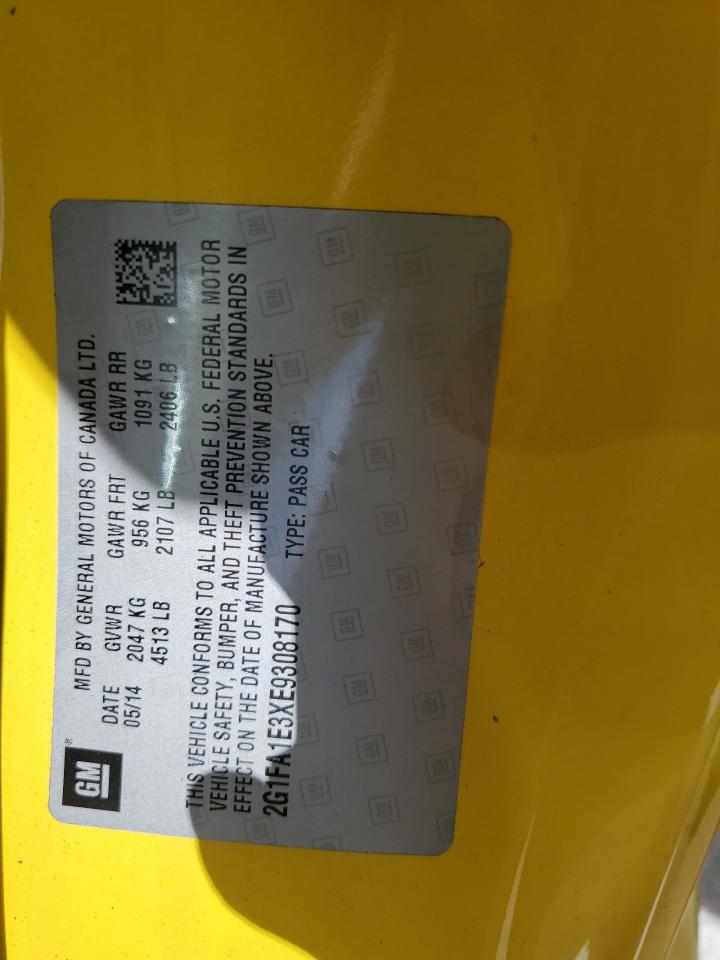 GM®
MFD BY GENERAL MOTORS OF CANADA LTD.
DATE GVWR GAWR FRT GAWR RR
05/14 2047 KG 956 KG 1091 KG
4513 LB 2107 LB 2406 LB
THIS VEHICLE CONFORMS TO ALL APPLICABLE U.S. FEDERAL MOTOR
VEHICLE SAFETY, BUMPER, AND THEFT PREVENTION STANDARDS IN
EFFECT ON THE DATE OF MANUFACTURE SHOWN ABOVE.
2G1FA1E3XE9308170 TYPE: PASS CAR